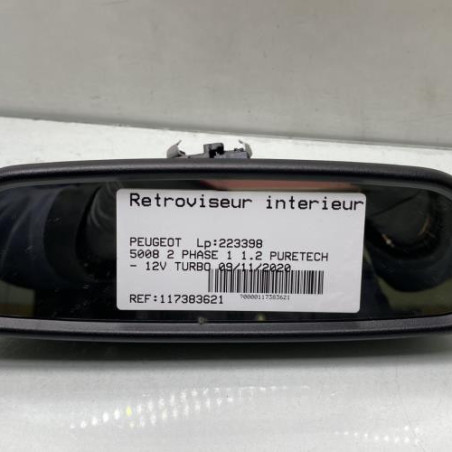 Retroviseur interieur
PEUGEOT Lp:223398
5008 2 PHASE 1 1.2 PURETECH
- 12V TURBO 09/11/2020
REF:117383621
?0000117383621